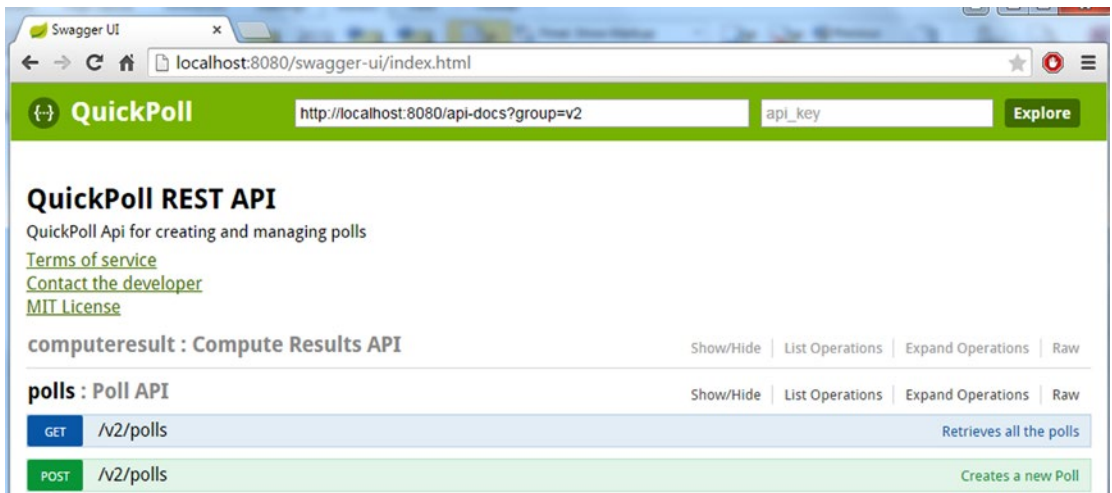 Swagger UI
localhost:8080/swagger-ui/index.html
QuickPoll http://localhost:8080/api-docs?group=v2 api_key Explore
QuickPoll REST API
QuickPoll Api for creating and managing polls
Terms of service
Contact the developer
MIT License
computeresult : Compute Results API Show/Hide List Operations Expand Operations Raw
polls : Poll API Show/Hide List Operations Expand Operations Raw
GET /v2/polls Retrieves all the polls
POST /v2/polls Creates a new Poll